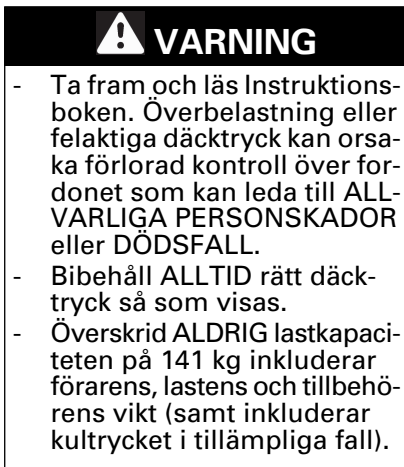 VARNING
- Ta fram och läs Instruktions-
boken. Överbelastning eller
felaktiga däcktryck kan orsa-
ka förlorad kontroll över for-
donet som kan leda till ALL-
VARLIGA PERSONSKADOR
eller DÖDSFALL.
- Bibehåll ALLTID rätt däck-
tryck så som visas.
- Överskrid ALDRIG lastkapaci-
teten på 141 kg inkluderar
förarens, lastens och tillbehö-
rens vikt (samt inkluderar
kultrycket i tillämpliga fall).